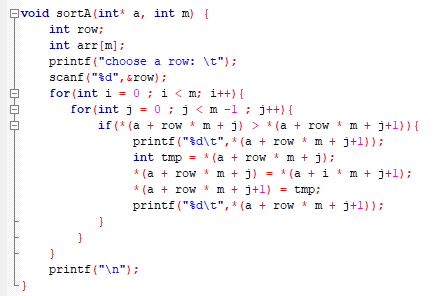 void sortA(int* a, int m) {
    int row;
    int arr[m];
    printf("choose a row: \t");
    scanf("%d",&row);
    for(int i = 0 ; i < m; i++){
       for(int j = 0 ; j < m -1 ; j++){
           if(*(a + row * m + j) > *(a + row * m + j+1)){
                printf("%d\t",*(a + row * m + j+1));
                int tmp = *(a + row * m + j);
                *(a + row * m + j) = *(a + i * m + j+1);
                *(a + row * m + j+1) = tmp;
                printf("%d\t",*(a + row * m + j+1));
           }
        }
    }
    printf("\n");
}